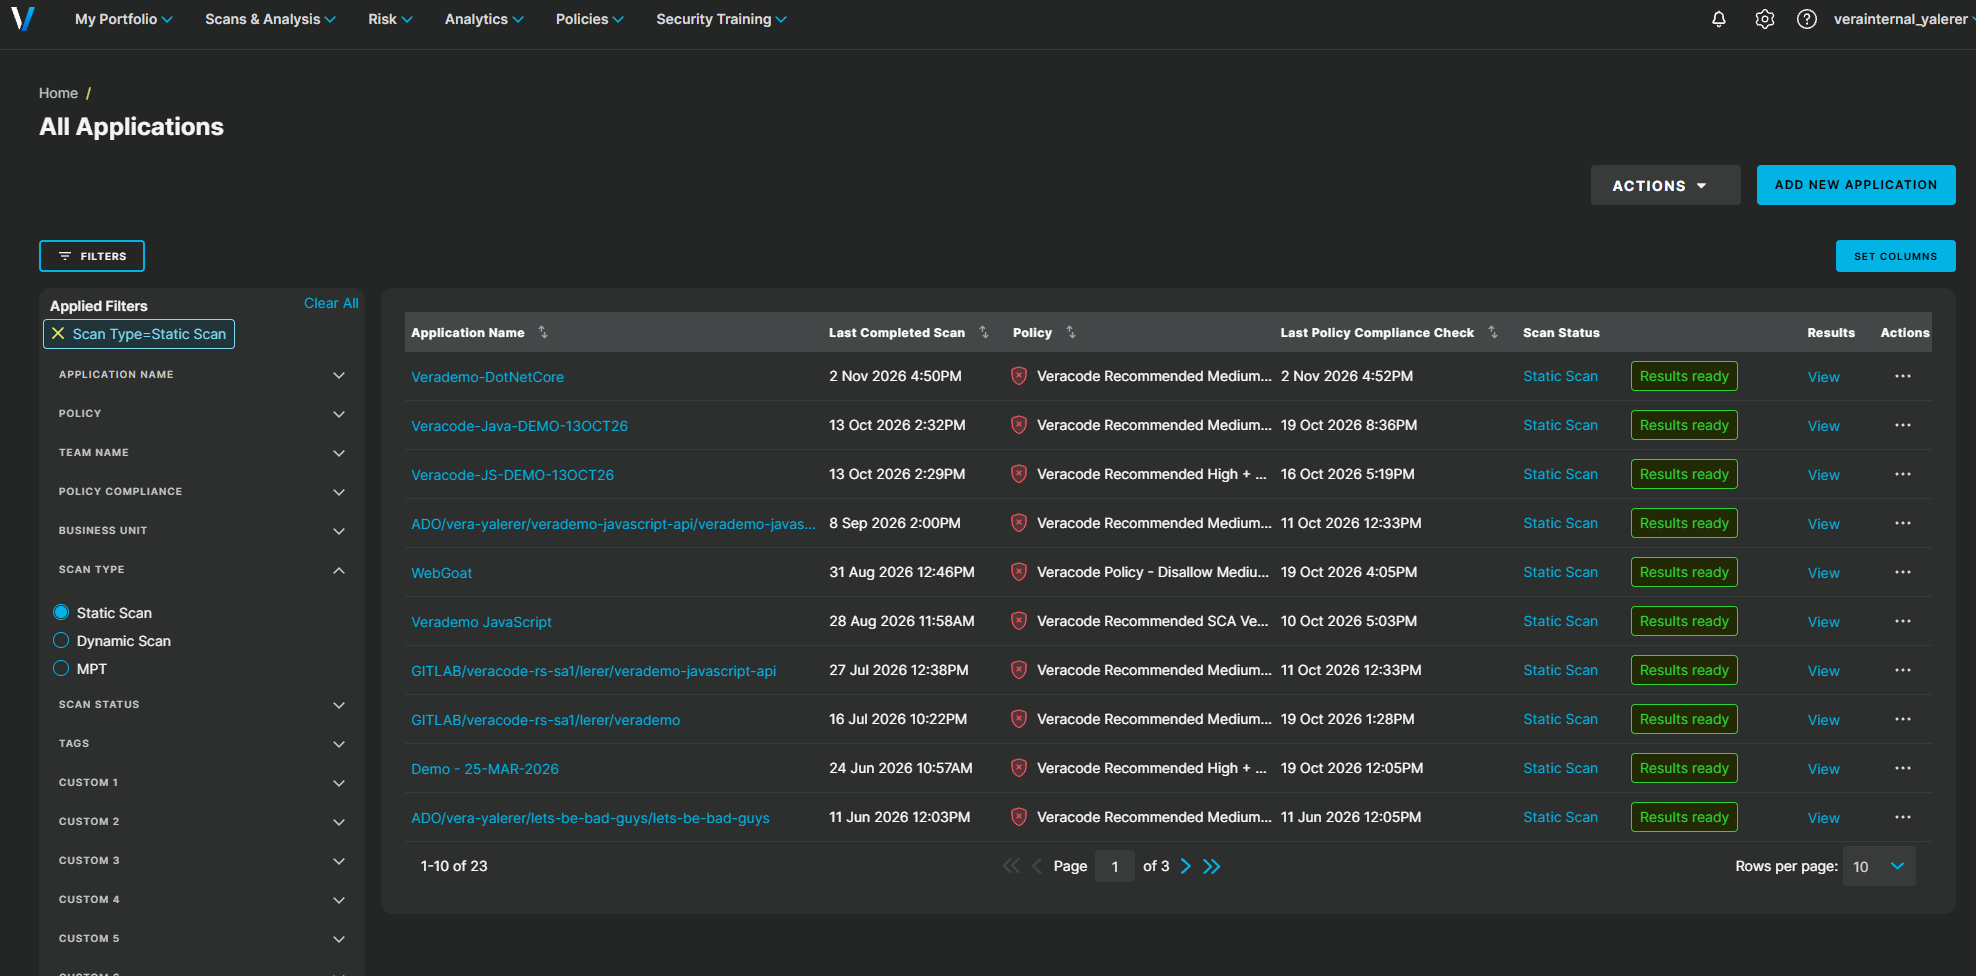 My Portfolio Scans & Analysis Risk Analytics Policies Security Training verainternal_yalerer
Home /
All Applications
ACTIONS ADD NEW APPLICATION
FILTERS SET COLUMNS
Applied Filters Clear All
Scan Type=Static Scan
APPLICATION NAME
POLICY
TEAM NAME
POLICY COMPLIANCE
BUSINESS UNIT
SCAN TYPE
Static Scan
Dynamic Scan
MPT
SCAN STATUS
TAGS
CUSTOM 1
CUSTOM 2
CUSTOM 3
CUSTOM 4
CUSTOM 5
Application Name Last Completed Scan Policy Last Policy Compliance Check Scan Status Results Actions
Verademo-DotNetCore 2 Nov 2026 4:50PM Veracode Recommended Medium... 2 Nov 2026 4:52PM Static Scan Results ready View ...
Veracode-Java-DEMO-13OCT26 13 Oct 2026 2:32PM Veracode Recommended Medium... 19 Oct 2026 8:36PM Static Scan Results ready View ...
Veracode-JS-DEMO-13OCT26 13 Oct 2026 2:29PM Veracode Recommended High + ... 16 Oct 2026 5:19PM Static Scan Results ready View ...
ADO/vera-yalerer/verademo-javascript-api/verademo-javas... 8 Sep 2026 2:00PM Veracode Recommended Medium... 11 Oct 2026 12:33PM Static Scan Results ready View ...
WebGoat 31 Aug 2026 12:46PM Veracode Policy - Disallow Mediu... 19 Oct 2026 4:05PM Static Scan Results ready View ...
Verademo JavaScript 28 Aug 2026 11:58AM Veracode Recommended SCA Ve... 10 Oct 2026 5:03PM Static Scan Results ready View ...
GITLAB/veracode-rs-sa1/lerer/verademo-javascript-api 27 Jul 2026 12:38PM Veracode Recommended Medium... 11 Oct 2026 12:33PM Static Scan Results ready View ...
GITLAB/veracode-rs-sa1/lerer/verademo 16 Jul 2026 10:22PM Veracode Recommended Medium... 19 Oct 2026 1:28PM Static Scan Results ready View ...
Demo - 25-MAR-2026 24 Jun 2026 10:57AM Veracode Recommended High + ... 19 Oct 2026 12:05PM Static Scan Results ready View ...
ADO/vera-yalerer/lets-be-bad-guys/lets-be-bad-guys 11 Jun 2026 12:03PM Veracode Recommended Medium... 11 Jun 2026 12:05PM Static Scan Results ready View ...
1-10 of 23 Page 1 of 3 Rows per page: 10